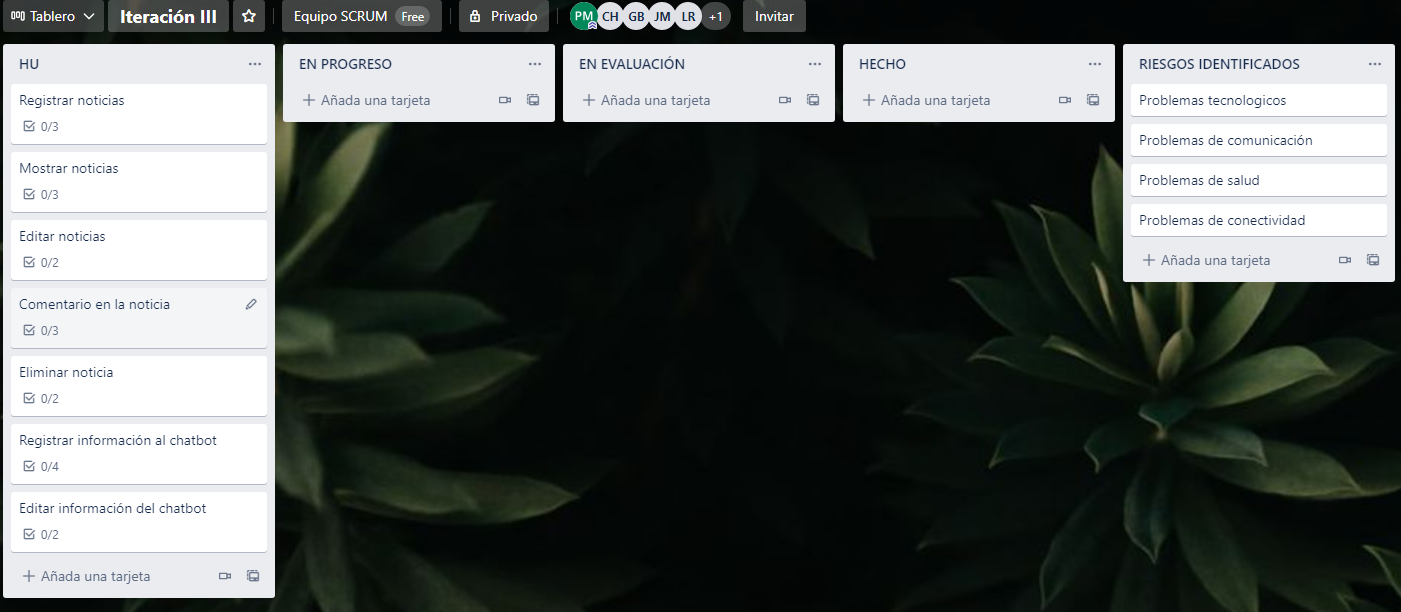 Tablero
Iteración III
Equipo SCRUM Free
Privado
PM CH GB JM LR +1
Invitar
HU
Registrar noticias
0/3
Mostrar noticias
0/3
Editar noticias
0/2
Comentario en la noticia
0/3
Eliminar noticia
0/2
Registrar información al chatbot
0/4
Editar información del chatbot
0/2
Añada una tarjeta
EN PROGRESO
Añada una tarjeta
EN EVALUACIÓN
Añada una tarjeta
HECHO
Añada una tarjeta
RIESGOS IDENTIFICADOS
Problemas tecnologicos
Problemas de comunicación
Problemas de salud
Problemas de conectividad
Añada una tarjeta